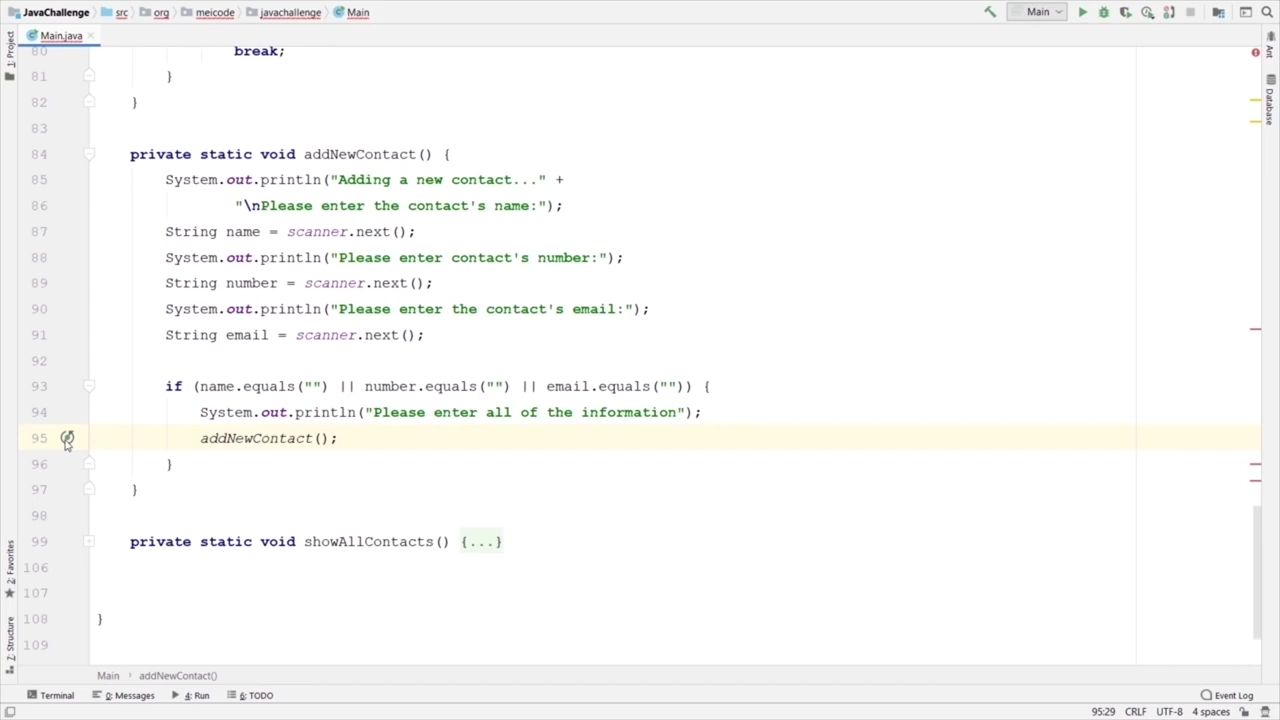 JavaChallenge > src > org > meicode > javachallenge > Main
Main
Main.java
1: Project
Ant
Database
80 break;
81 }
82 }
83
84 private static void addNewContact() {
85 System.out.println("Adding a new contact..." +
86 "\nPlease enter the contact's name:");
87 String name = scanner.next();
88 System.out.println("Please enter contact's number:");
89 String number = scanner.next();
90 System.out.println("Please enter the contact's email:");
91 String email = scanner.next();
92
93 if (name.equals("") || number.equals("") || email.equals("")) {
94 System.out.println("Please enter all of the information");
95 addNewContact();
96 }
97 }
98
99 private static void showAllContacts() {...}
106
107
108 }
109
2: Favorites
7: Structure
Main > addNewContact()
Terminal 0: Messages 4: Run 6: TODO Event Log
95:29 CRLF UTF-8 4 spaces